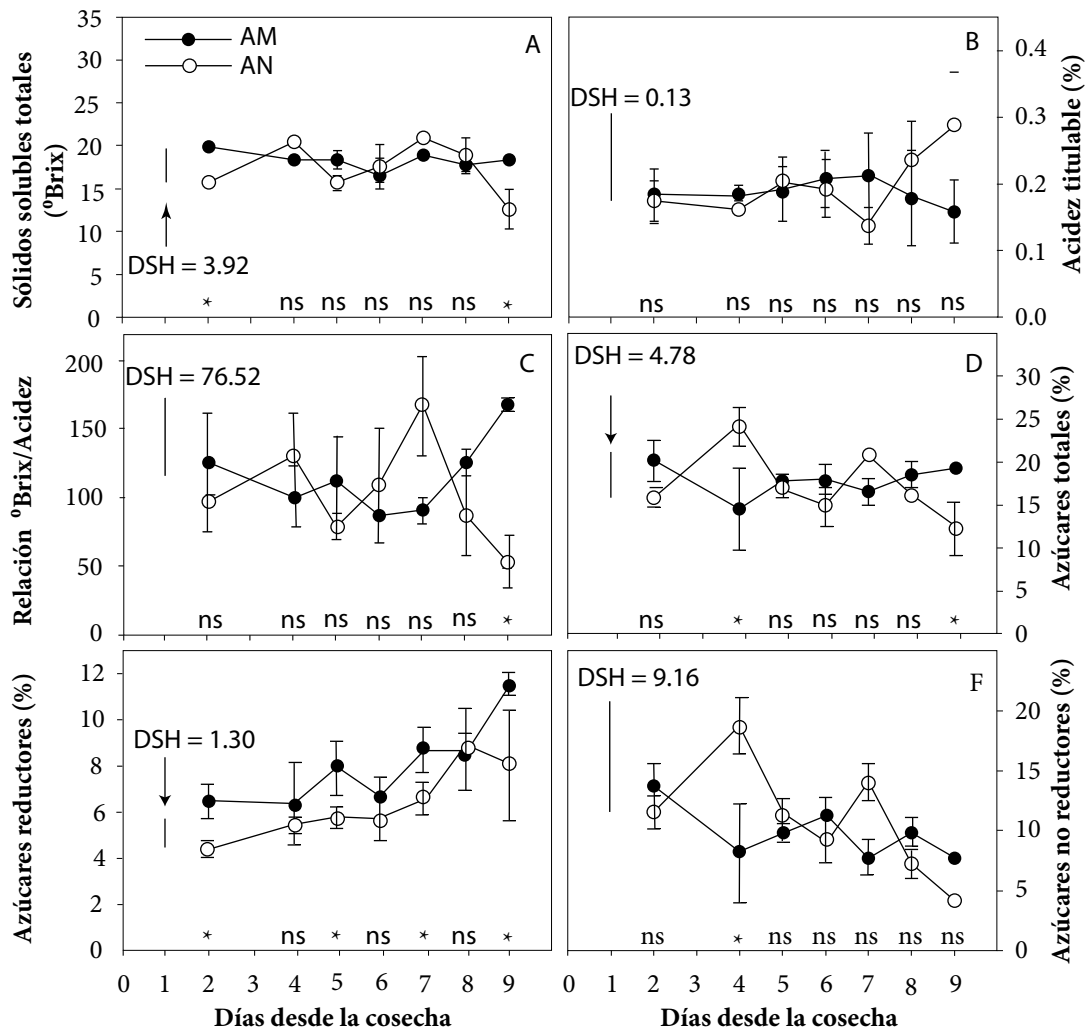 AM
AN
A
Sólidos solubles totales
(ºBrix)
35
30
25
20
15
10
5
0
DSH = 3.92
* ns ns ns ns ns *
B
Acidez titulable (%)
0.4
0.3
0.2
0.1
0.0
DSH = 0.13
ns ns ns ns ns ns ns
C
Relación ºBrix/Acidez
200
150
100
50
0
DSH = 76.52
ns ns ns ns ns ns *
D
Azúcares totales (%)
30
25
20
15
10
5
0
DSH = 4.78
ns * ns ns ns ns *
Azúcares reductores (%)
12
10
8
6
4
2
0
DSH = 1.30
* ns * ns * ns *
0 1 2 3 4 5 6 7 8 9
Días desde la cosecha
F
Azúcares no reductores (%)
20
15
10
5
0
DSH = 9.16
ns * ns ns ns ns ns
0 1 2 3 4 5 6 7 8 9
Días desde la cosecha